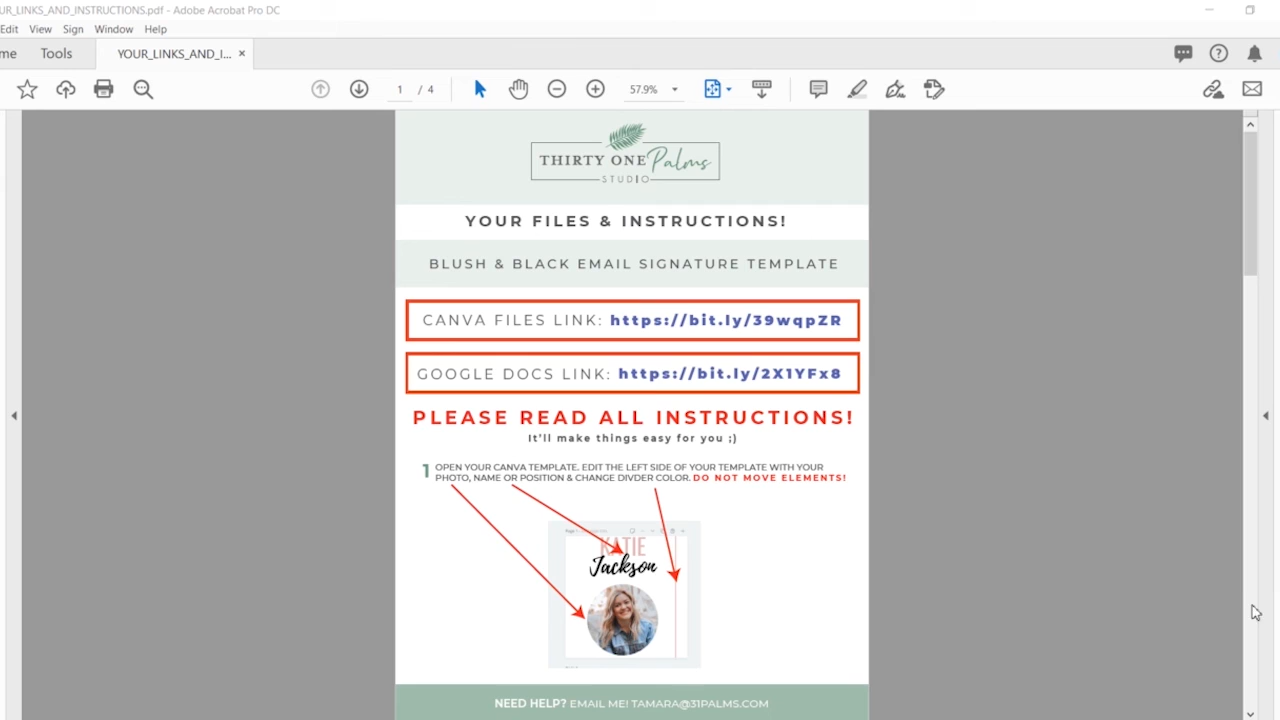 UR_LINKS_AND_INSTRUCTIONS.pdf - Adobe Acrobat Pro DC
Edit View Sign Window Help
me Tools YOUR_LINKS_AND_I... ×
1 / 4 57.9%
THIRTY ONE Palms
STUDIO
YOUR FILES & INSTRUCTIONS!
BLUSH & BLACK EMAIL SIGNATURE TEMPLATE
CANVA FILES LINK: https://bit.ly/39wqpZR
GOOGLE DOCS LINK: https://bit.ly/2X1YFx8
PLEASE READ ALL INSTRUCTIONS!
It'll make things easy for you ;)
1 OPEN YOUR CANVA TEMPLATE. EDIT THE LEFT SIDE OF YOUR TEMPLATE WITH YOUR
PHOTO, NAME OR POSITION & CHANGE DIVDER COLOR. DO NOT MOVE ELEMENTS!
KATIE
Jackson
NEED HELP? EMAIL ME! TAMARA@31PALMS.COM